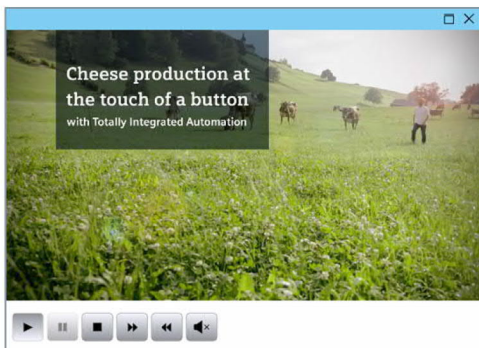 Cheese production at
the touch of a button
with Totally Integrated Automation